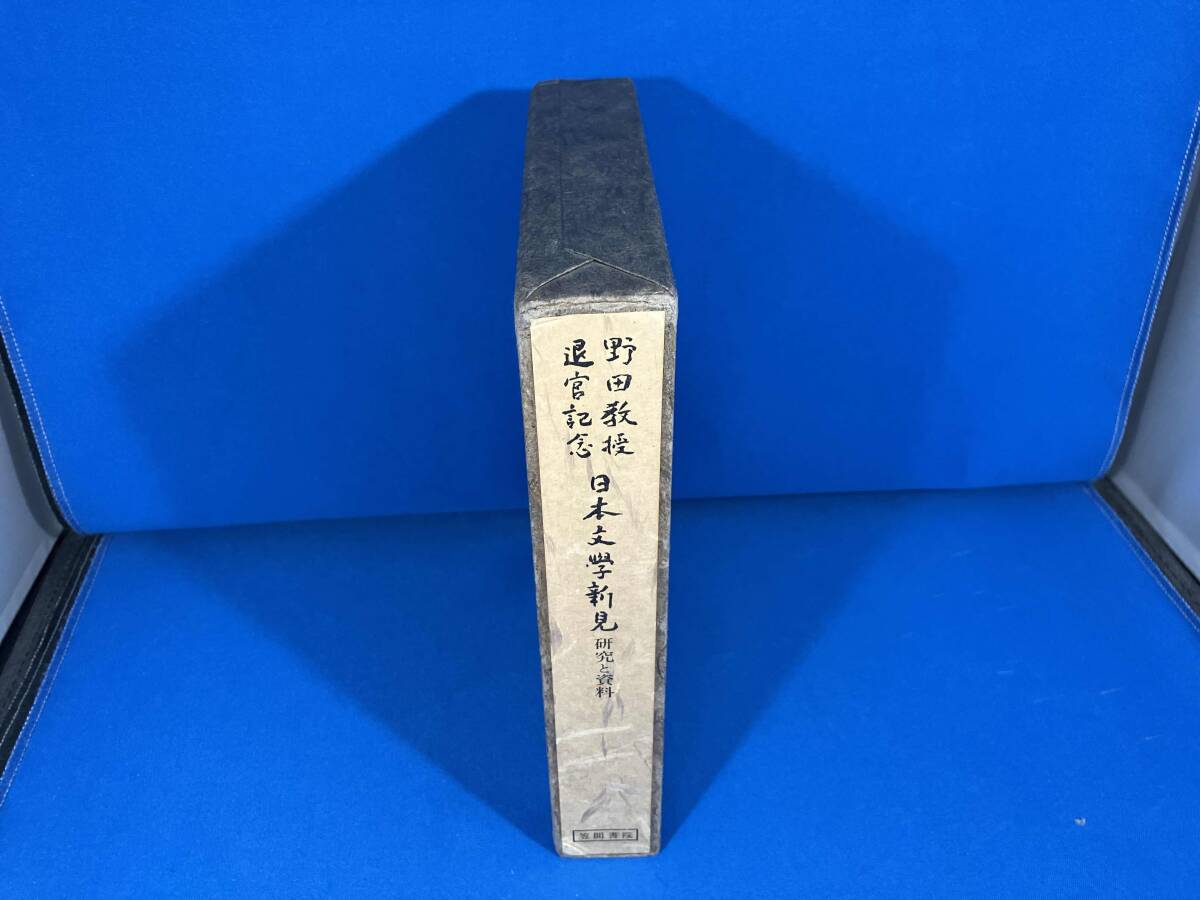 野田教授
退官記念
日本文學新見
研究と資料
笠間書院